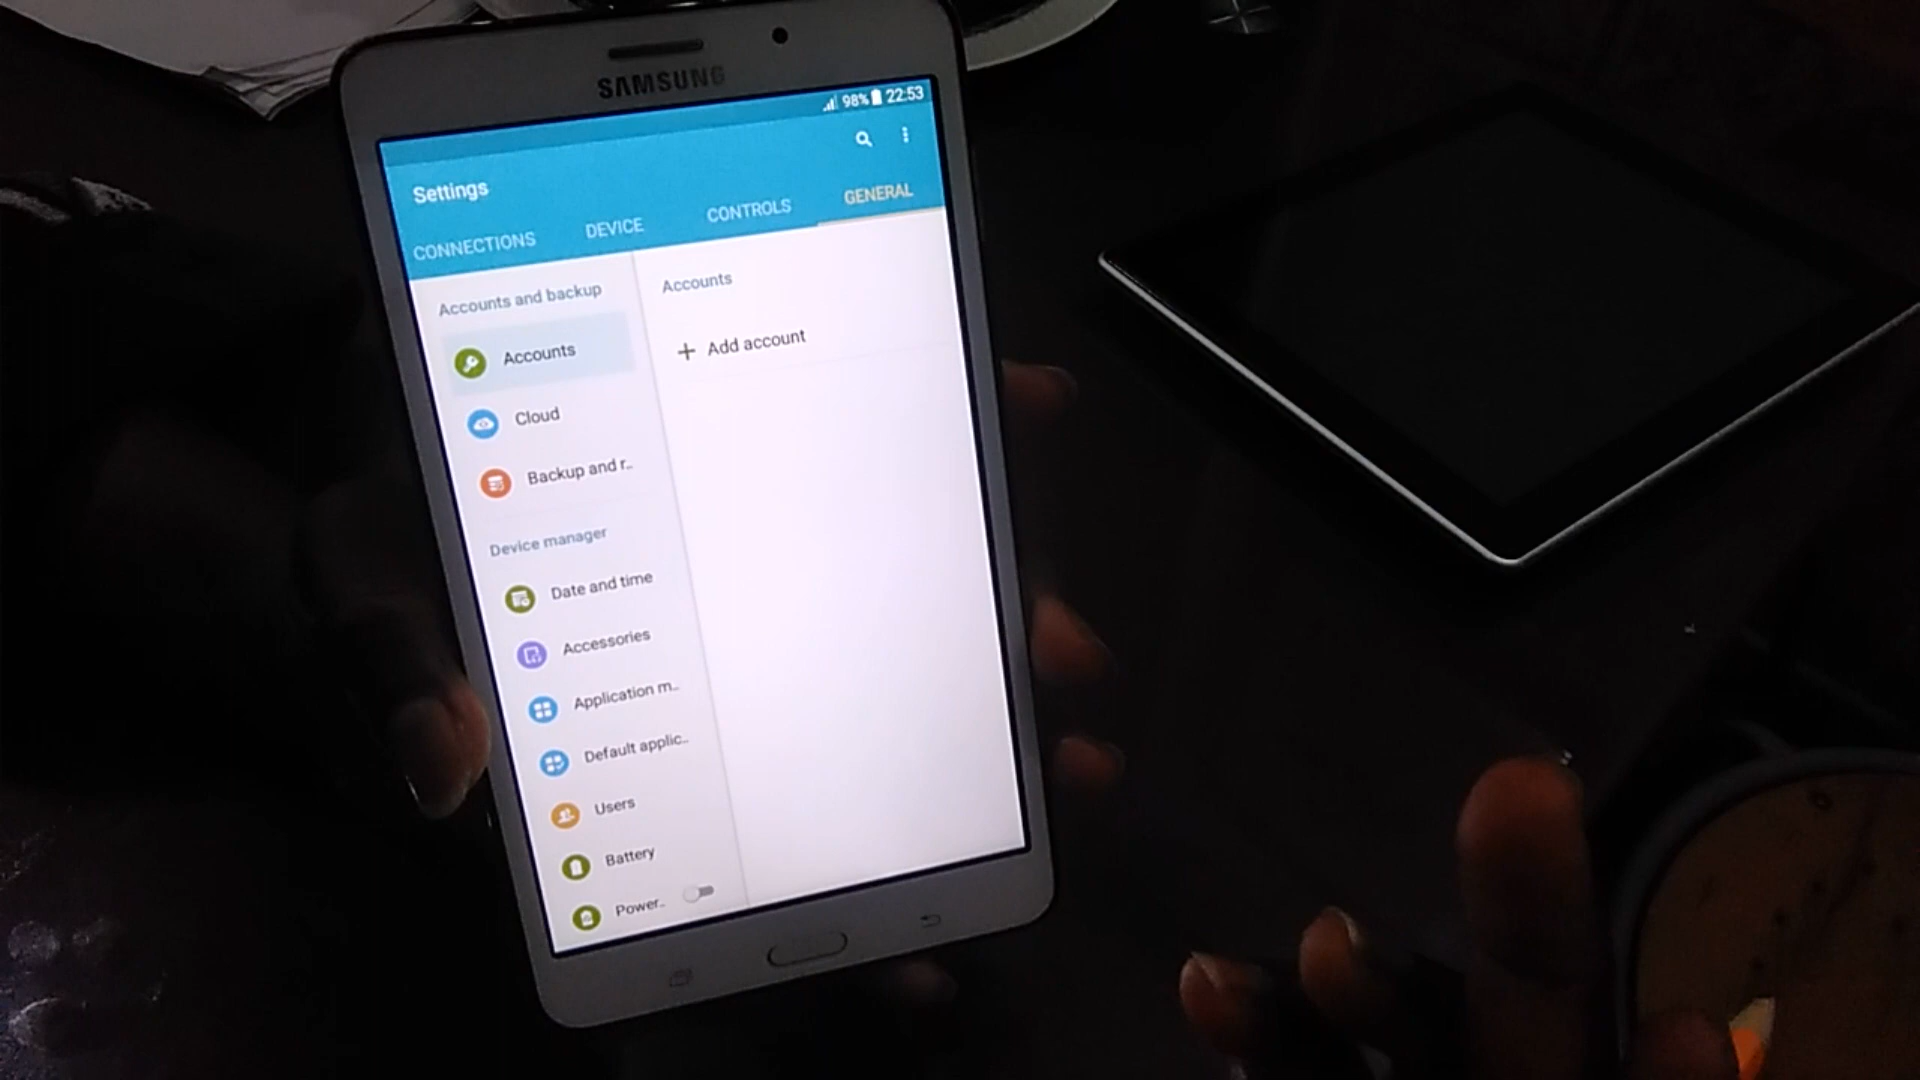 SAMSUNG
98% 22:53
Settings
CONNECTIONS DEVICE CONTROLS GENERAL
Accounts and backup
Accounts
Cloud
Backup and r..
Device manager
Date and time
Accessories
Application m..
Default applic..
Users
Battery
Power..
Accounts
+ Add account